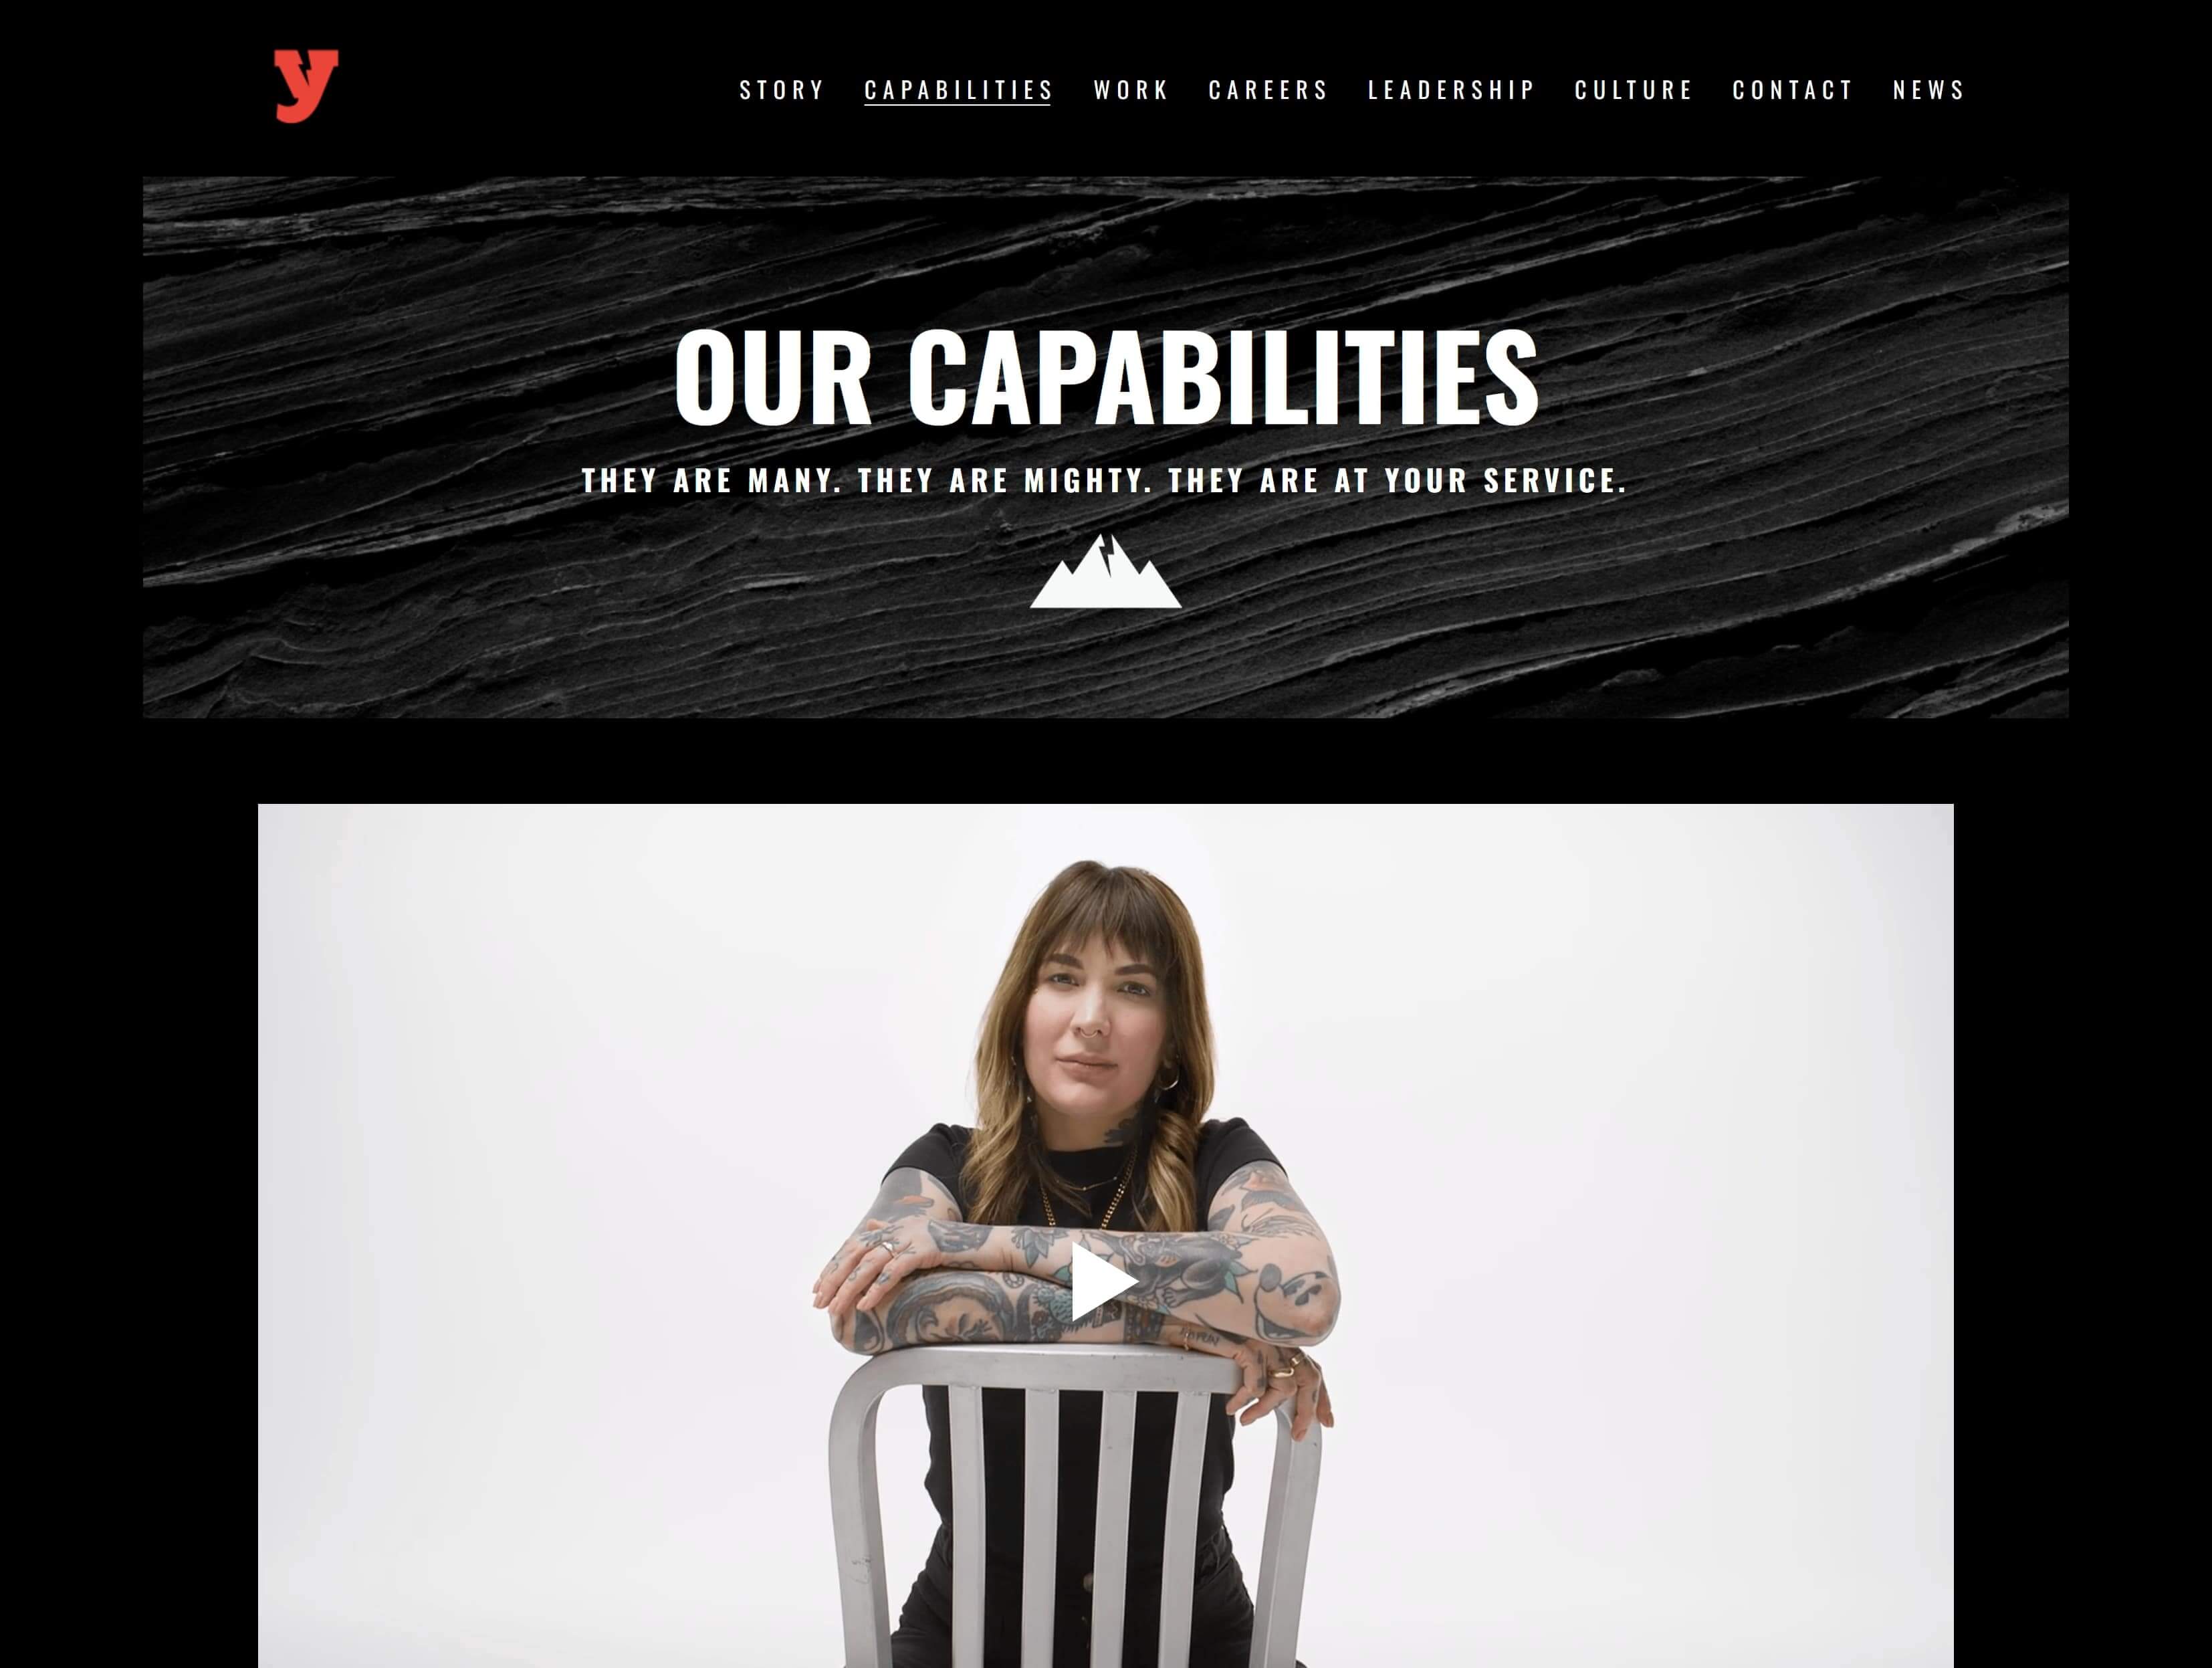 y
STORY CAPABILITIES WORK CAREERS LEADERSHIP CULTURE CONTACT NEWS
OUR CAPABILITIES
THEY ARE MANY. THEY ARE MIGHTY. THEY ARE AT YOUR SERVICE.